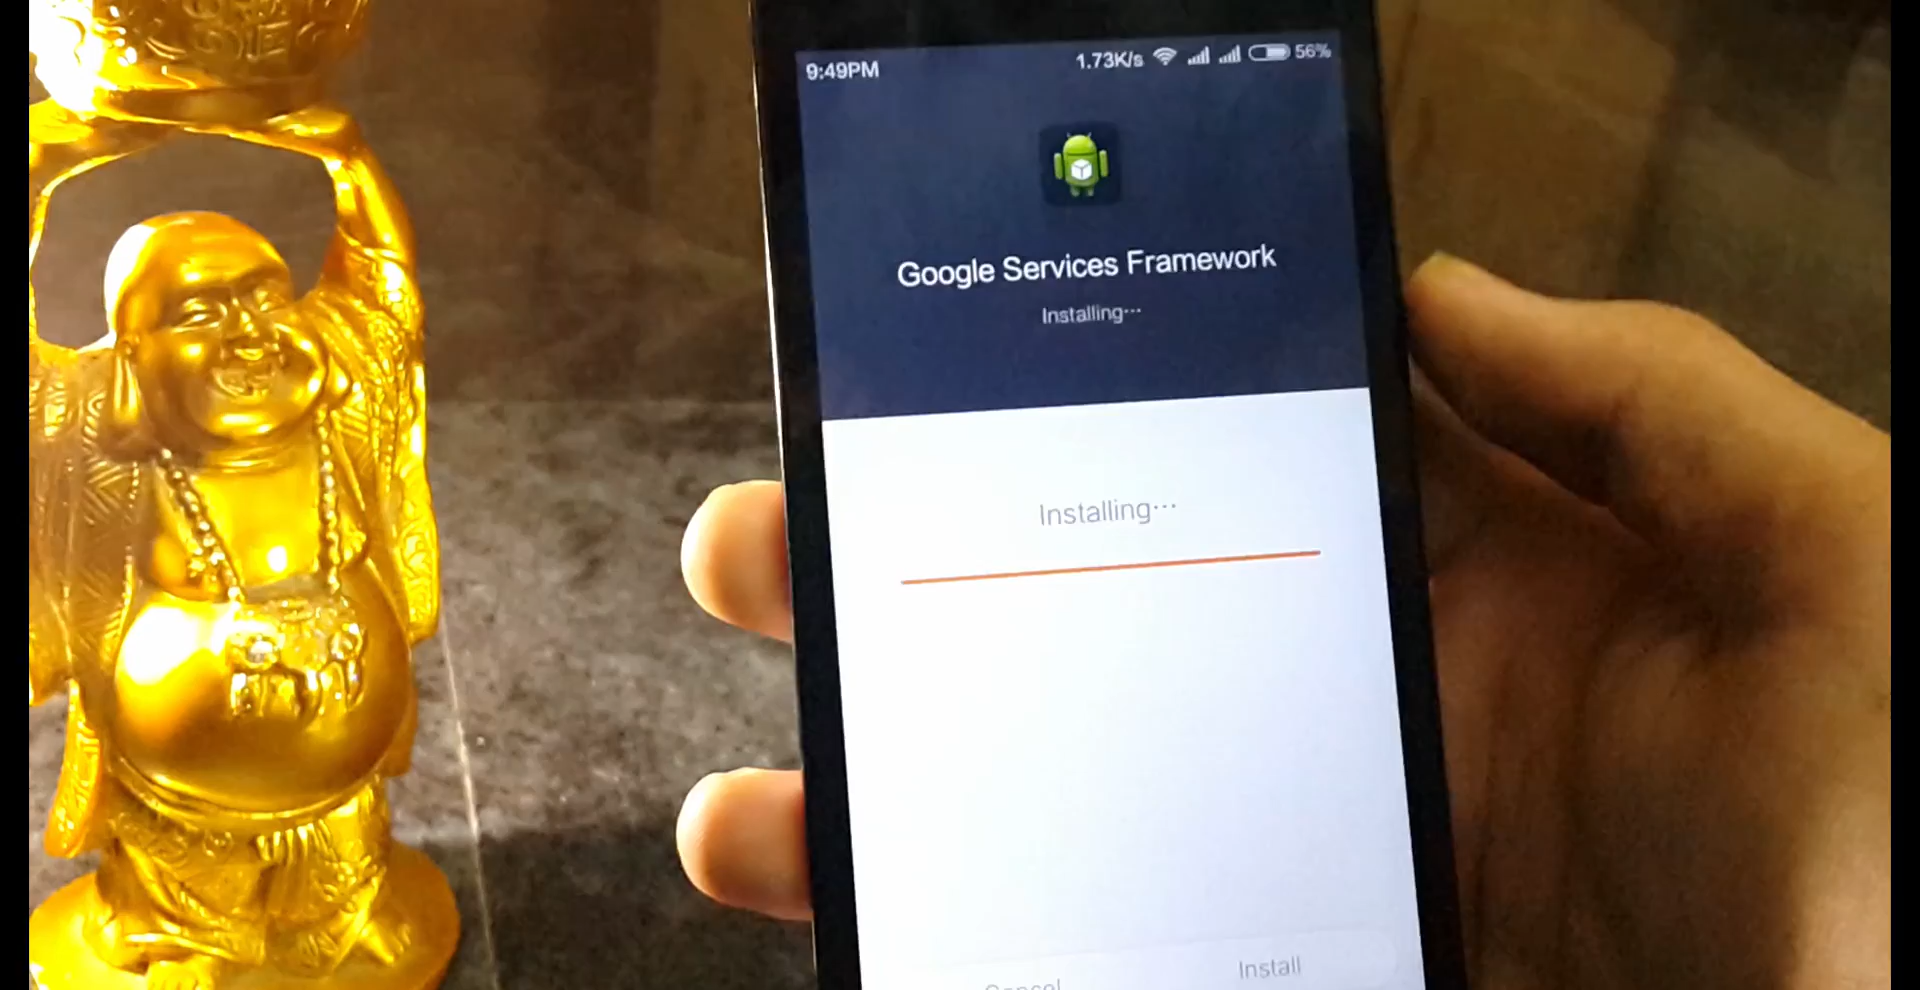 9:49PM 1.73K/s 56%
Google Services Framework
Installing···
Installing···
Cancel Install